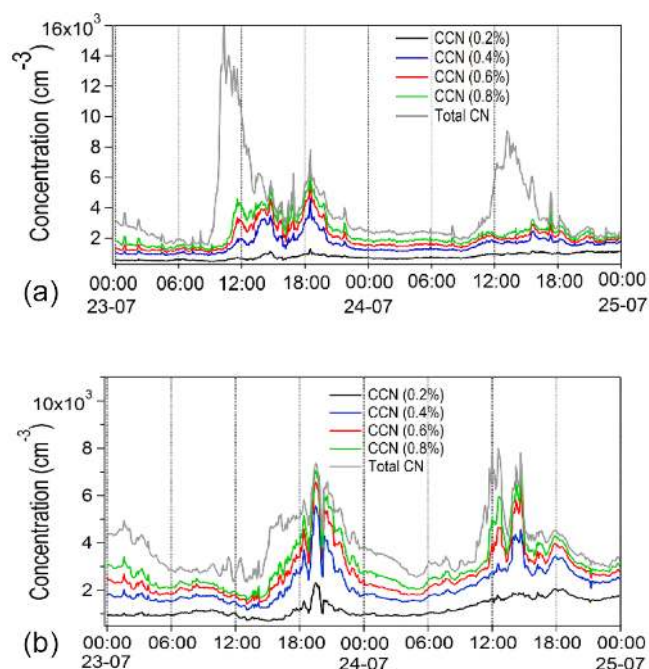 16x10³
14
12
10
8
6
4
2
Concentration (cm⁻³)
CCN (0.2%)
CCN (0.4%)
CCN (0.6%)
CCN (0.8%)
Total CN
00:00 06:00 12:00 18:00 00:00 06:00 12:00 18:00 00:00
23-07 24-07 25-07
(a)
10x10³
8
6
4
2
Concentration (cm⁻³)
CCN (0.2%)
CCN (0.4%)
CCN (0.6%)
CCN (0.8%)
Total CN
00:00 06:00 12:00 18:00 00:00 06:00 12:00 18:00 00:00
23-07 24-07 25-07
(b)